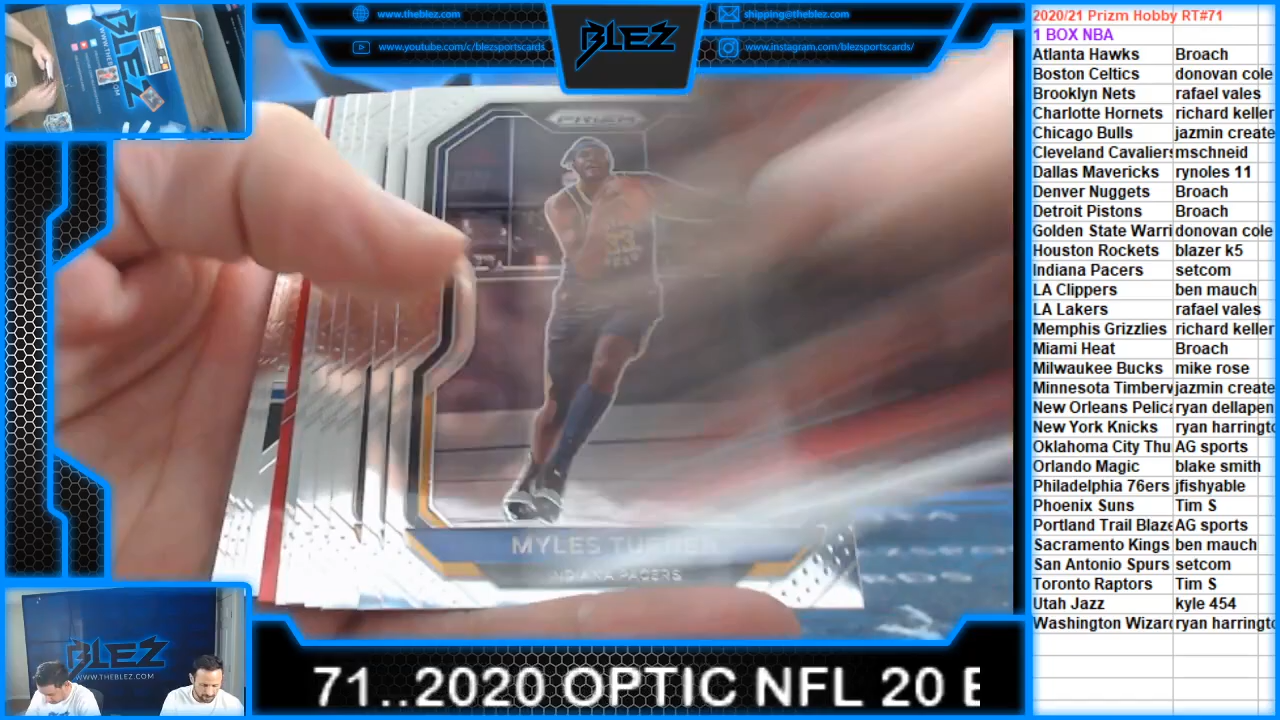 www.theblez.com
www.youtube.com/c/blezsportscards
BLEZ
shipping@theblez.com
www.instagram.com/blezsportscards/
BLEZ
PRIZM
MYLES TURNER
INDIANA PACERS
BLEZ
WWW.THEBLEZ.COM
71..2020 OPTIC NFL 20 E
2020/21 Prizm Hobby RT#71
1 BOX NBA
Atlanta Hawks Broach
Boston Celtics donovan cole
Brooklyn Nets rafael vales
Charlotte Hornets richard keller
Chicago Bulls jazmin create
Cleveland Cavaliers mschneid
Dallas Mavericks rynoles 11
Denver Nuggets Broach
Detroit Pistons Broach
Golden State Warri donovan cole
Houston Rockets blazer k5
Indiana Pacers setcom
LA Clippers ben mauch
LA Lakers rafael vales
Memphis Grizzlies richard keller
Miami Heat Broach
Milwaukee Bucks mike rose
Minnesota Timberv jazmin create
New Orleans Pelica ryan dellapen
New York Knicks ryan harringto
Oklahoma City Thu AG sports
Orlando Magic blake smith
Philadelphia 76ers jfishyable
Phoenix Suns Tim S
Portland Trail Blaze AG sports
Sacramento Kings ben mauch
San Antonio Spurs setcom
Toronto Raptors Tim S
Utah Jazz kyle 454
Washington Wizard ryan harringto